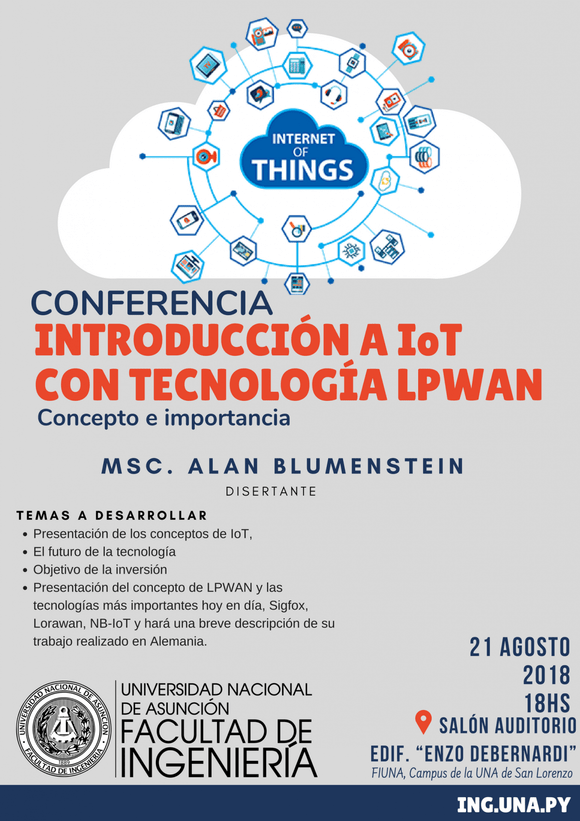 INTERNET
OF
THINGS
CONFERENCIA
INTRODUCCIÓN A IoT
CON TECNOLOGÍA LPWAN
Concepto e importancia
MSC. ALAN BLUMENSTEIN
DISERTANTE
TEMAS A DESARROLLAR
• Presentación de los conceptos de IoT,
• El futuro de la tecnología
• Objetivo de la inversión
• Presentación del concepto de LPWAN y las
tecnologías más importantes hoy en día, Sigfox,
Lorawan, NB-IoT y hará una breve descripción de su
trabajo realizado en Alemania.
21 AGOSTO
2018
18HS
SALÓN AUDITORIO
EDIF. “ENZO DEBERNARDI”
FIUNA, Campus de la UNA de San Lorenzo
UNIVERSIDAD NACIONAL DE ASUNCION
FACULTAD DE INGENIERIA
UNIVERSIDAD NACIONAL
DE ASUNCIÓN
FACULTAD DE
INGENIERÍA
ING.UNA.PY